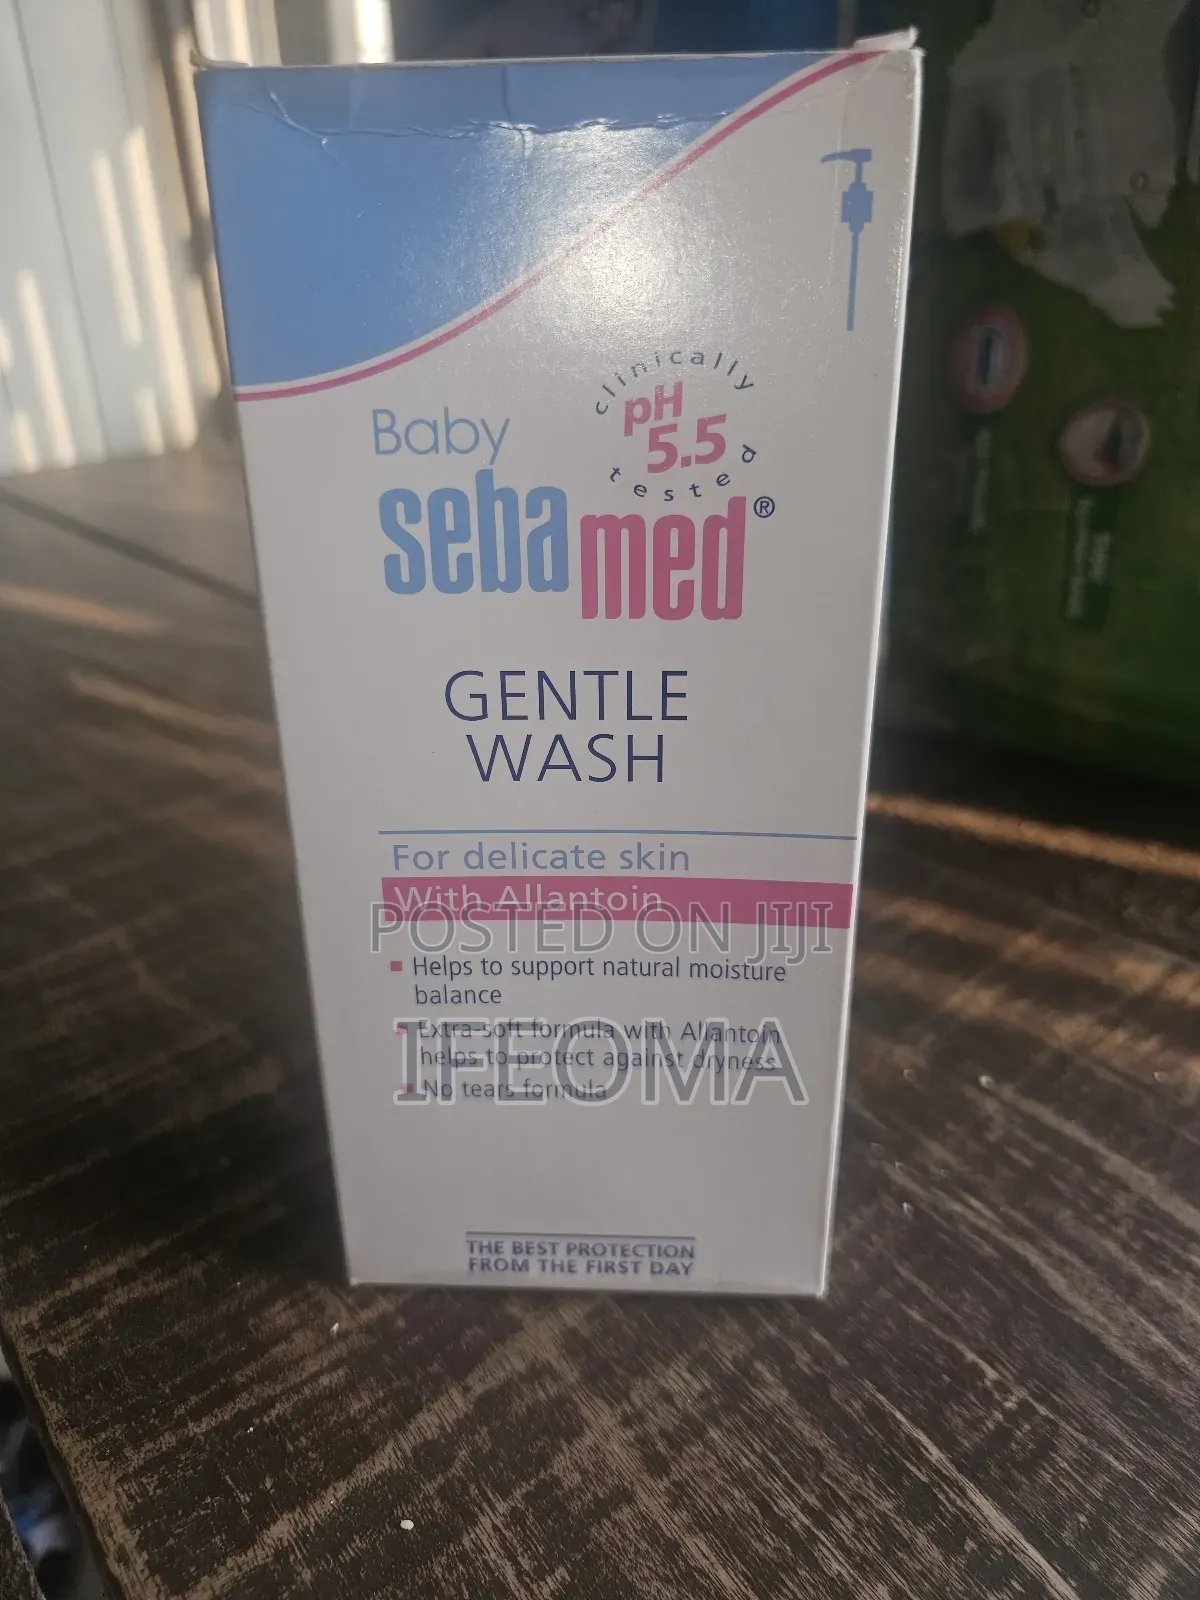 clinically
pH
5.5
tested
Baby
sebamed®
GENTLE
WASH
For delicate skin
With Allantoin
POSTED ON JIJI
Helps to support natural moisture
balance
Extra-soft formula with Allantoin
helps to protect against dryness
IFEOMA
No tears formula
THE BEST PROTECTION
FROM THE FIRST DAY